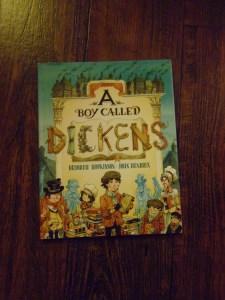 A
BOY CALLED
DICKENS
DEBORAH HOPKINSON · JOHN HENDRIX